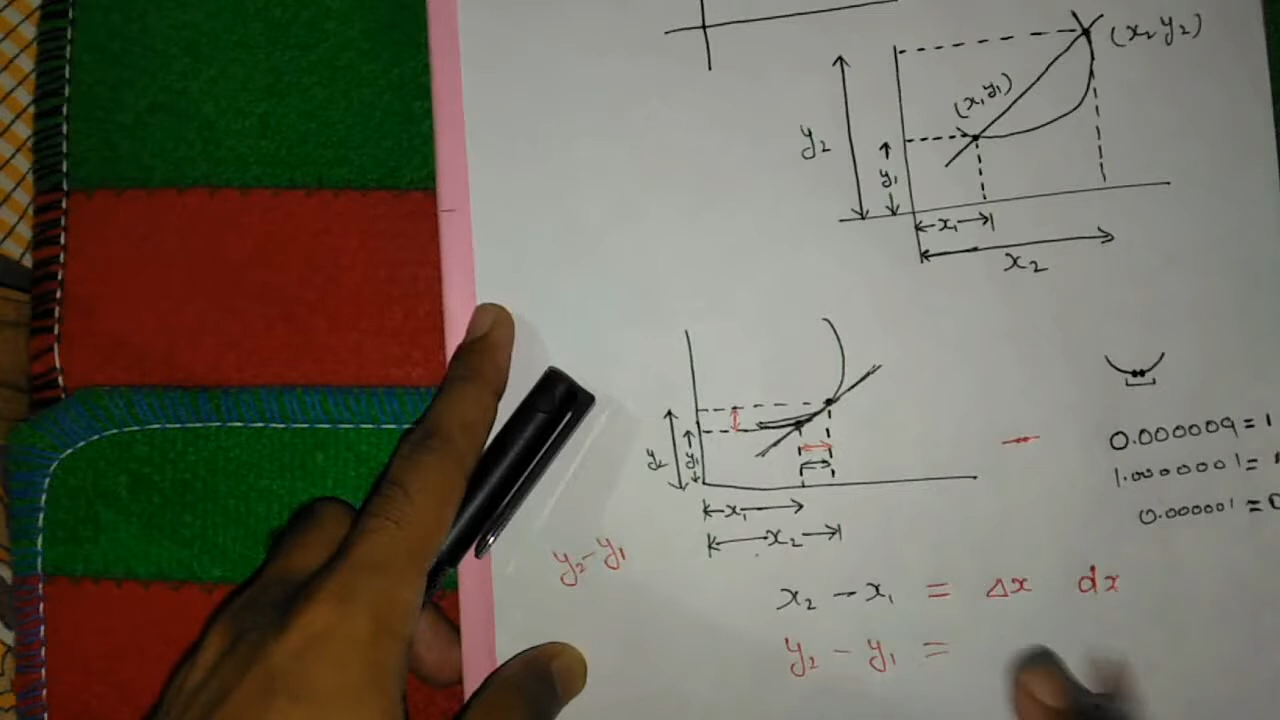 (x2 y2)
(x1 y1)
y2
y1
x1
x2
y1
0.000009 = 1
1.0000001 =
0.000001 = 0
x1
x2
y2 - y1
x2 - x1 = Δx dx
y2 - y1 =